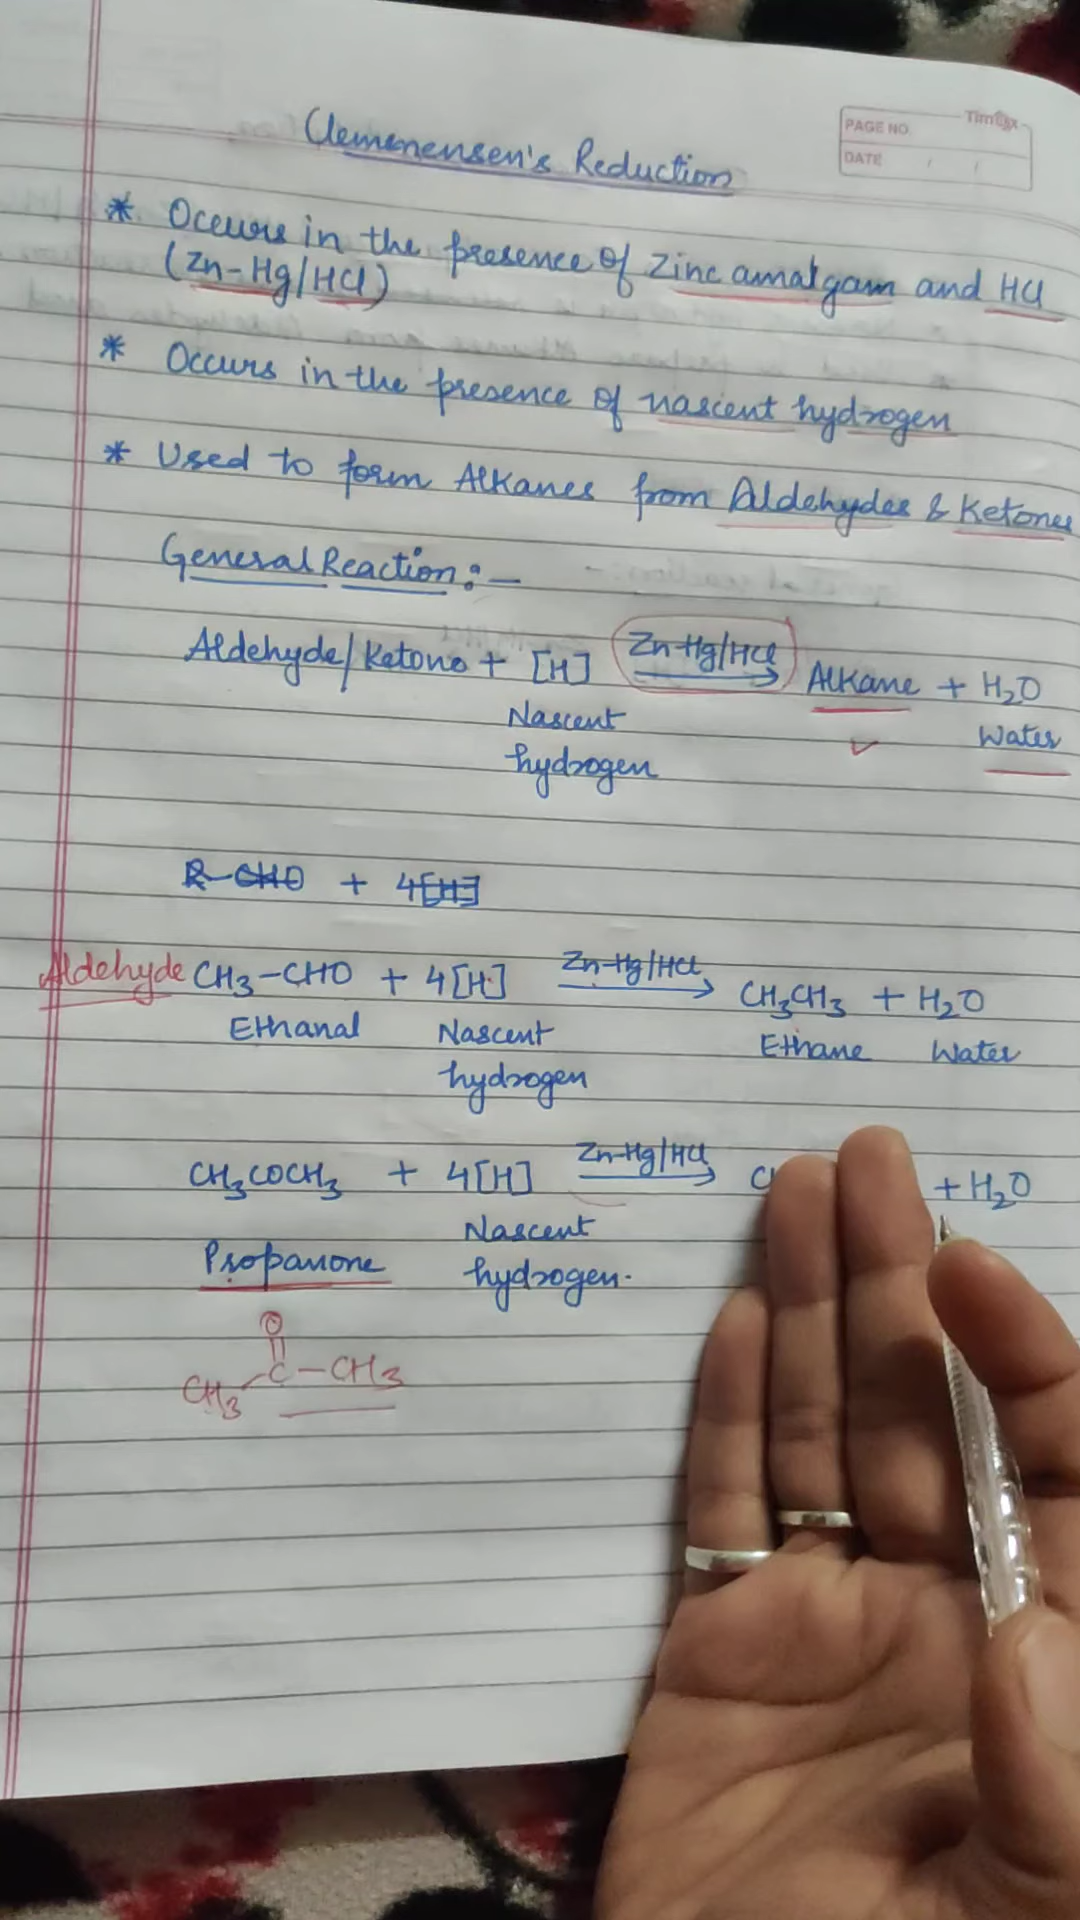 Clemmensen's Reduction
Timex
PAGE NO.
DATE / /
* Occurs in the presence of Zinc amalgam and HCl
(Zn-Hg/HCl)
* Occurs in the presence of nascent hydrogen
* Used to form Alkanes from Aldehydes & Ketones
General Reaction:-
Aldehyde/Ketone + [H] Zn-Hg/HCl → Alkane + H₂O
Nascent hydrogen Water
R-CHO + 4[H]
Aldehyde CH₃-CHO + 4[H] Zn-Hg/HCl → CH₃CH₃ + H₂O
Ethanal Nascent hydrogen Ethane Water
CH₃COCH₃ + 4[H] Zn-Hg/HCl → C + H₂O
Propanone Nascent hydrogen.
O
||
CH₃-C-CH₃